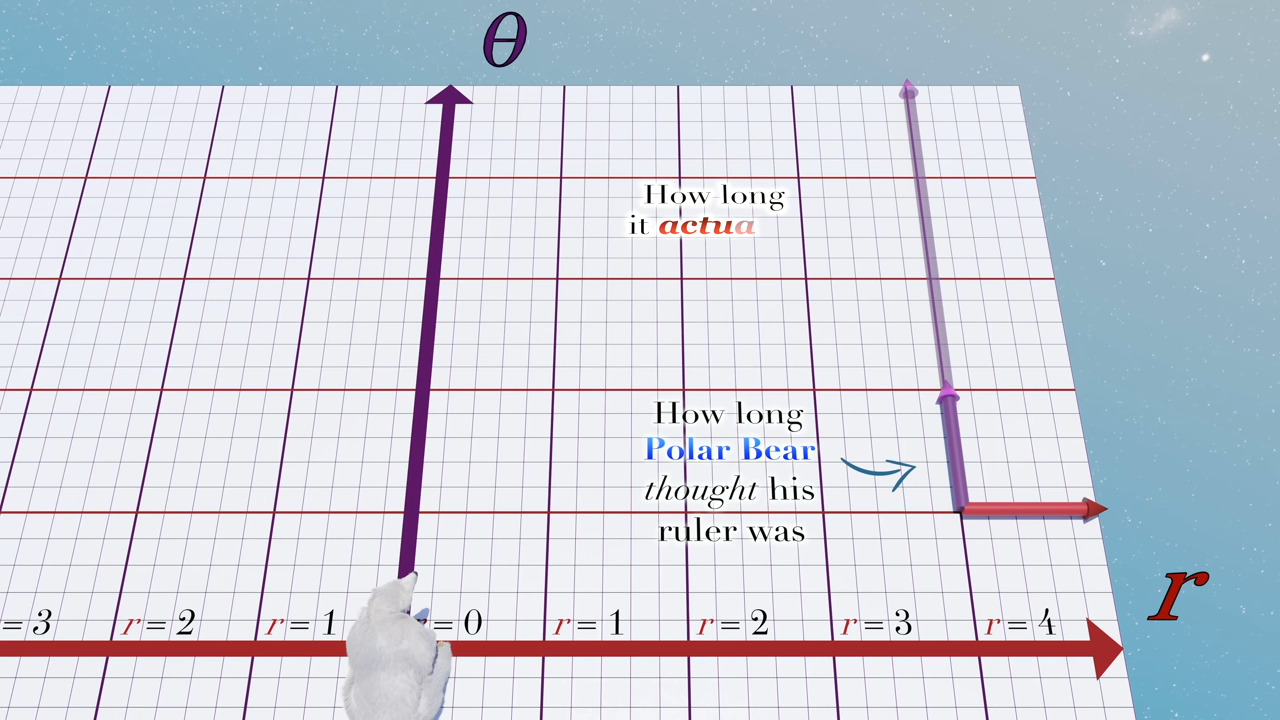 θ
How long
it actua
How long
Polar Bear
thought his
ruler was
r
=3 r=2 r=1 =0 r=1 r=2 r=3 r=4